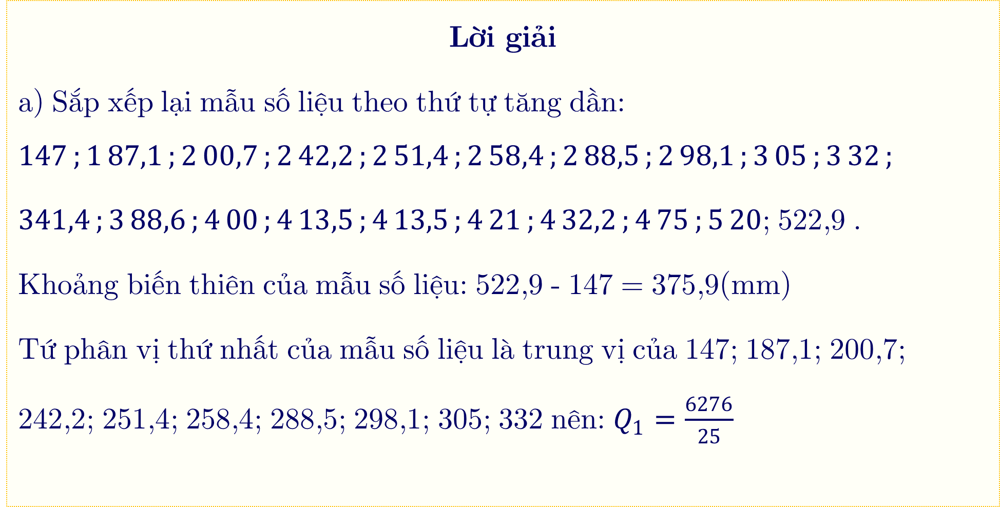 Lời giải
a) Sắp xếp lại mẫu số liệu theo thứ tự tăng dần:
147 ; 1 87,1 ; 2 00,7 ; 2 42,2 ; 2 51,4 ; 2 58,4 ; 2 88,5 ; 2 98,1 ; 3 05 ; 3 32 ;
341,4 ; 3 88,6 ; 4 00 ; 4 13,5 ; 4 13,5 ; 4 21 ; 4 32,2 ; 4 75 ; 5 20; 522,9 .
Khoảng biến thiên của mẫu số liệu: 522,9 - 147 = 375,9(mm)
Tứ phân vị thứ nhất của mẫu số liệu là trung vị của 147; 187,1; 200,7;
242,2; 251,4; 258,4; 288,5; 298,1; 305; 332 nên: $Q_1 = \frac{6276}{25}$